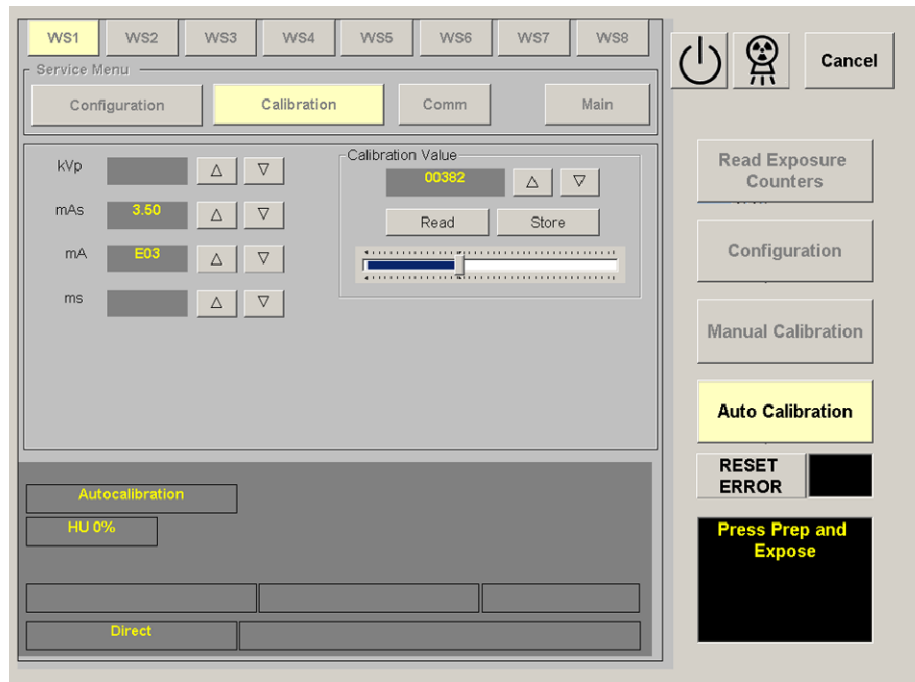 WS1 WS2 WS3 WS4 WS5 WS6 WS7 WS8
Cancel
Service Menu
Configuration Calibration Comm Main
kVp
mAs 3.50
mA E03
ms
Calibration Value
00382
Read Store
Read Exposure
Counters
Configuration
Manual Calibration
Auto Calibration
RESET
ERROR
Press Prep and
Expose
Autocalibration
HU 0%
Direct